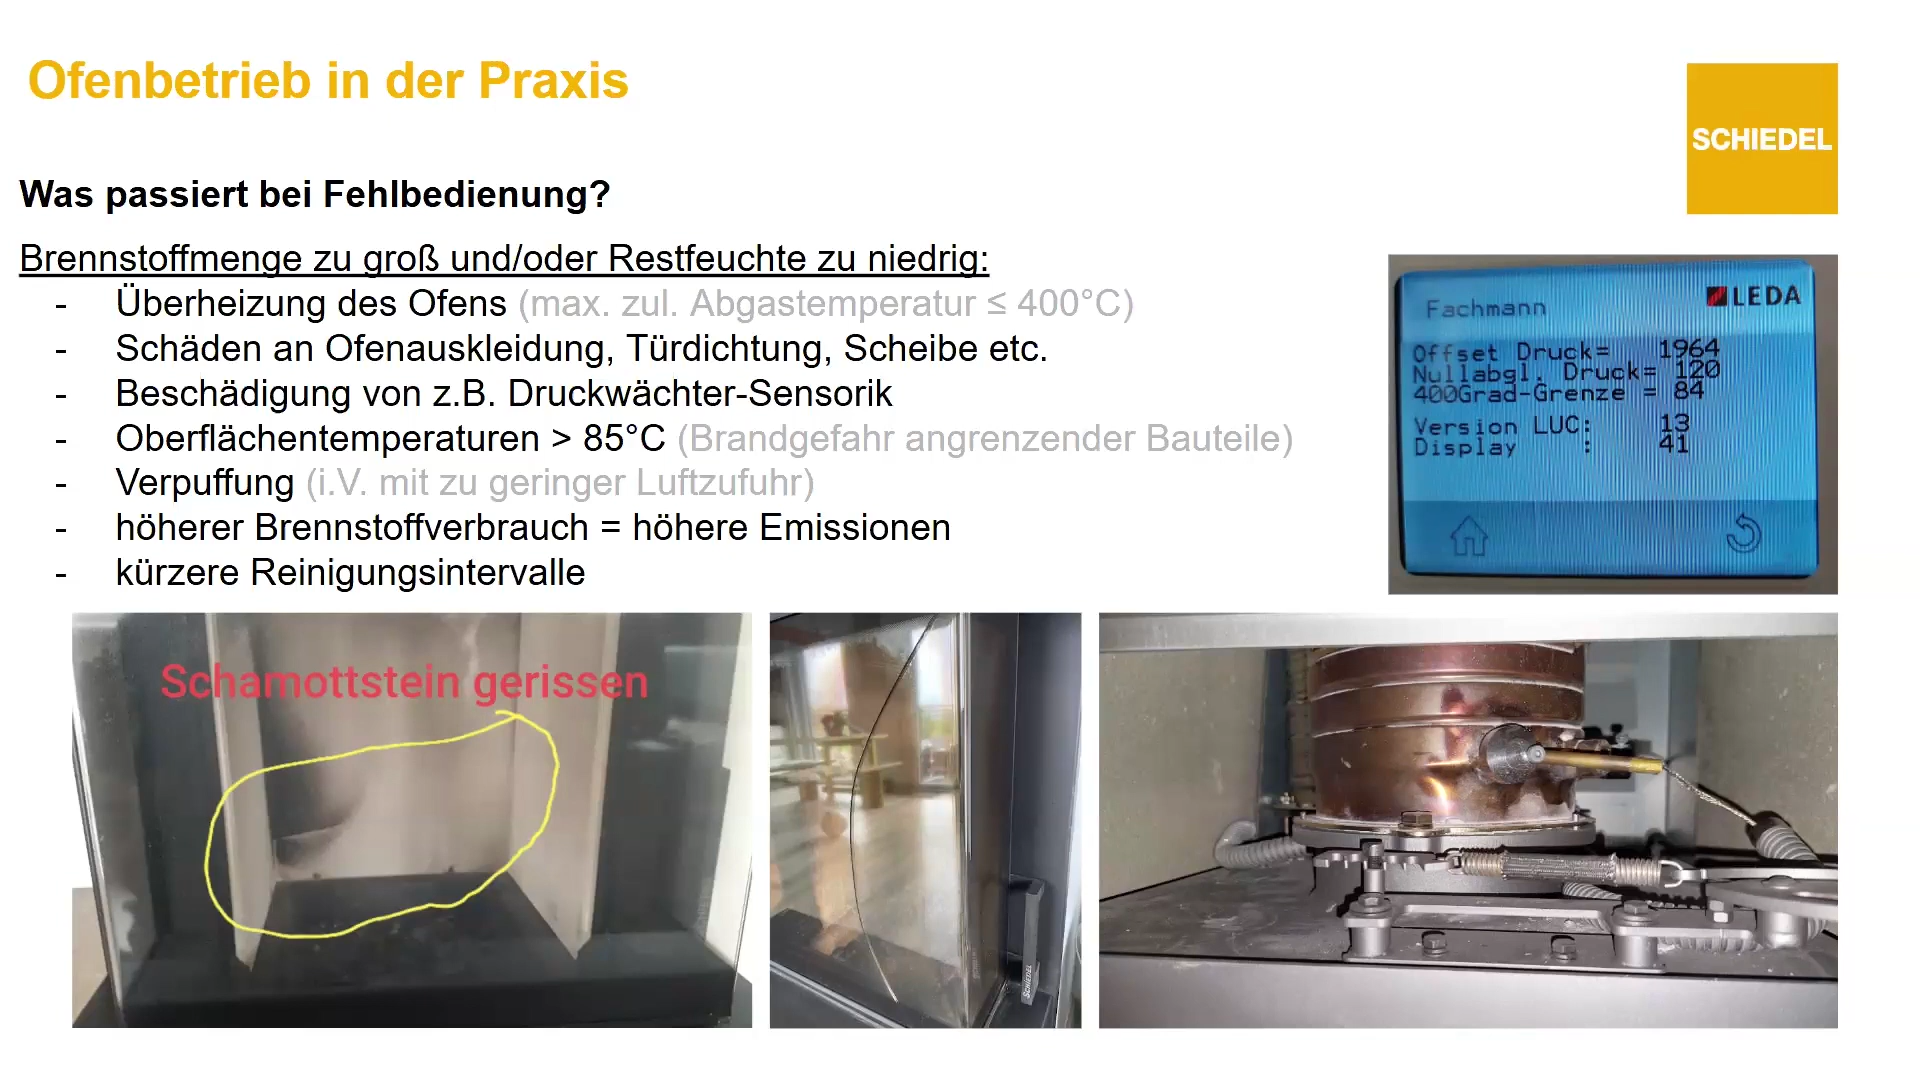 Ofenbetrieb in der Praxis
SCHIEDEL
Was passiert bei Fehlbedienung?
Brennstoffmenge zu groß und/oder Restfeuchte zu niedrig:
- Überheizung des Ofens (max. zul. Abgastemperatur ≤ 400°C)
- Schäden an Ofenauskleidung, Türdichtung, Scheibe etc.
- Beschädigung von z.B. Druckwächter-Sensorik
- Oberflächentemperaturen > 85°C (Brandgefahr angrenzender Bauteile)
- Verpuffung (i.V. mit zu geringer Luftzufuhr)
- höherer Brennstoffverbrauch = höhere Emissionen
- kürzere Reinigungsintervalle
LEDA
Fachmann
Offset Druck= 1964
Nullabgl. Druck= 120
400Grad-Grenze = 84
Version LUC: 13
Display : 41
Schamottstein gerissen
SCHIEDEL